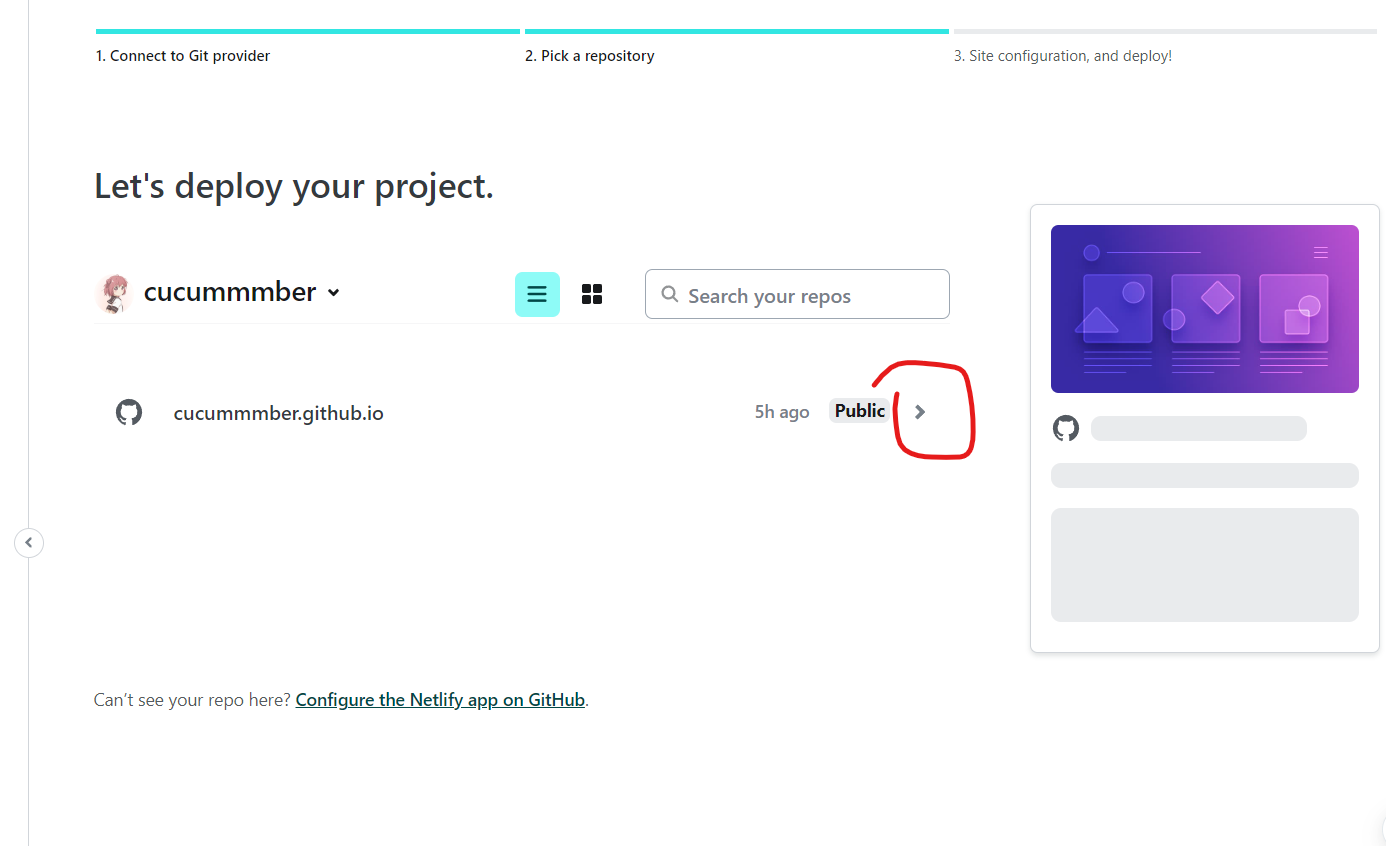 1. Connect to Git provider
2. Pick a repository
3. Site configuration, and deploy!
Let's deploy your project.
cucummmber
Search your repos
cucummmber.github.io
5h ago
Public
Can’t see your repo here? Configure the Netlify app on GitHub.